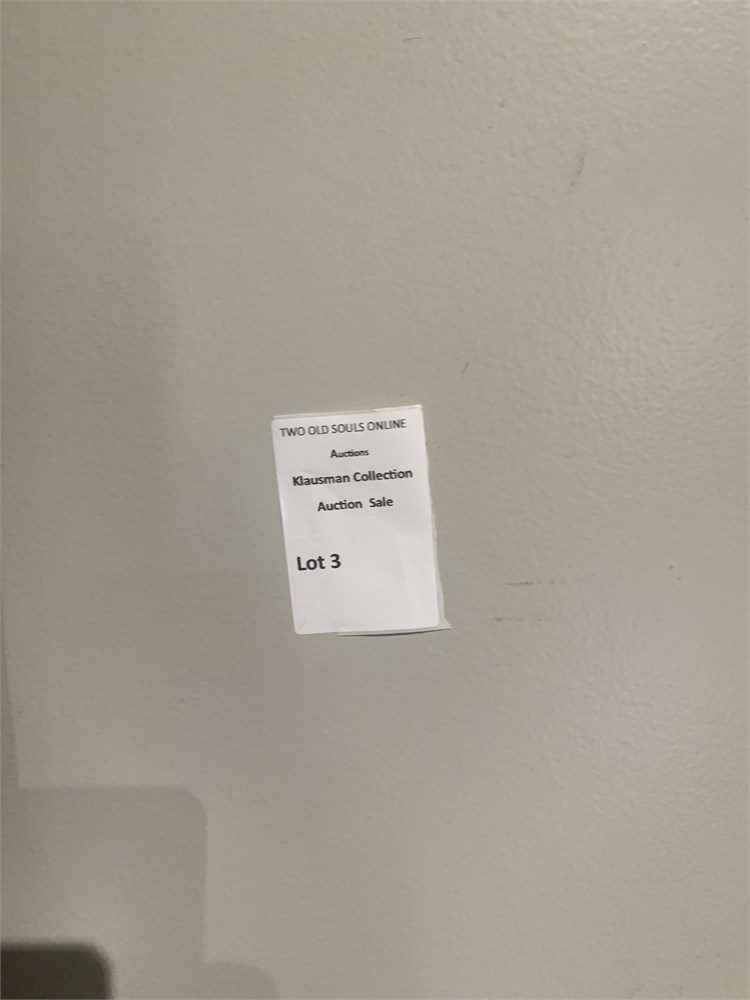 TWO OLD SOULS ONLINE
Auctions
Klausman Collection
Auction Sale
Lot 3